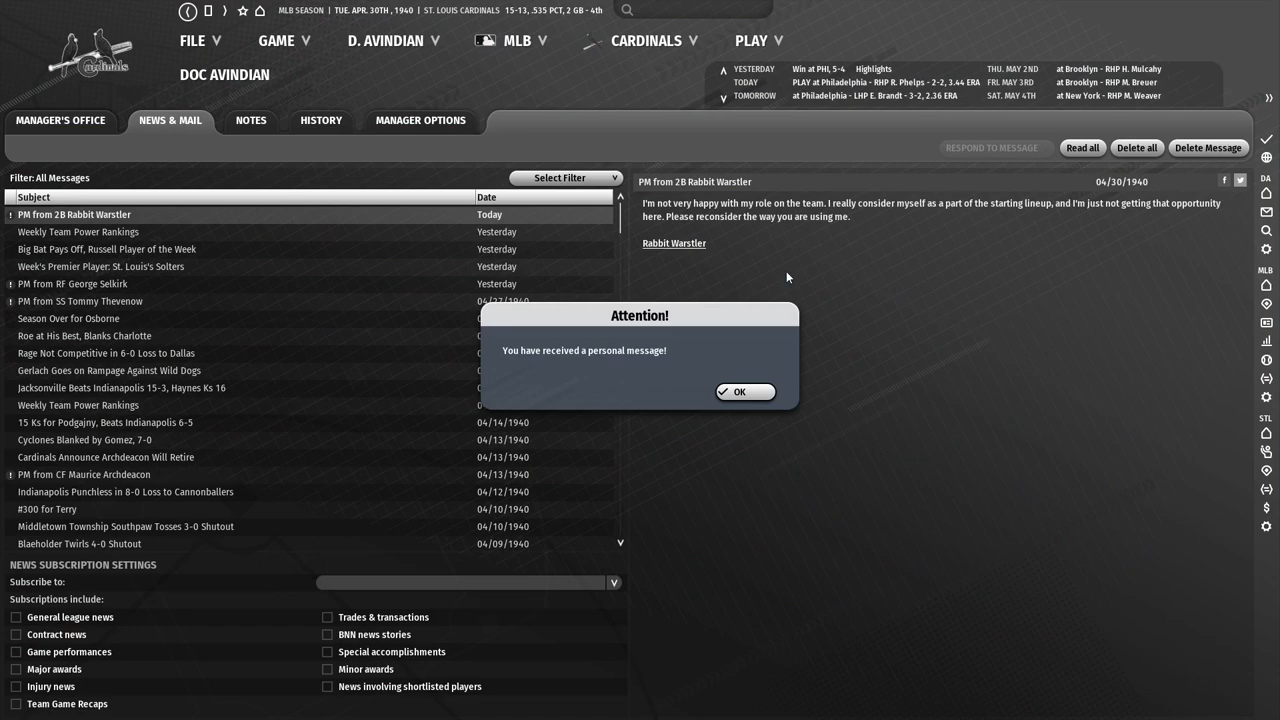 MLB SEASON | TUE. APR. 30TH , 1940 | ST. LOUIS CARDINALS 15-13, .535 PCT, 2 GB - 4th
FILE GAME D. AVINDIAN MLB CARDINALS PLAY
Cardinals
DOC AVINDIAN
YESTERDAY Win at PHI, 5-4 Highlights THU. MAY 2ND at Brooklyn - RHP H. Mulcahy
TODAY PLAY at Philadelphia - RHP R. Phelps - 2-2, 3.44 ERA FRI MAY 3RD at Brooklyn - RHP M. Breuer
TOMORROW at Philadelphia - LHP E. Brandt - 3-2, 2.36 ERA SAT. MAY 4TH at New York - RHP M. Weaver
MANAGER'S OFFICE NEWS & MAIL NOTES HISTORY MANAGER OPTIONS
RESPOND TO MESSAGE Read all Delete all Delete Message
Filter: All Messages Select Filter
Subject Date
! PM from 2B Rabbit Warstler Today
Weekly Team Power Rankings Yesterday
Big Bat Pays Off, Russell Player of the Week Yesterday
Week's Premier Player: St. Louis's Solters Yesterday
! PM from RF George Selkirk Yesterday
! PM from SS Tommy Thevenow 04/27/1940
Season Over for Osborne
Roe at His Best, Blanks Charlotte
Rage Not Competitive in 6-0 Loss to Dallas
Gerlach Goes on Rampage Against Wild Dogs
Jacksonville Beats Indianapolis 15-3, Haynes Ks 16
Weekly Team Power Rankings
15 Ks for Podgajny, Beats Indianapolis 6-5 04/14/1940
Cyclones Blanked by Gomez, 7-0 04/13/1940
Cardinals Announce Archdeacon Will Retire 04/13/1940
! PM from CF Maurice Archdeacon 04/13/1940
Indianapolis Punchless in 8-0 Loss to Cannonballers 04/12/1940
#300 for Terry 04/10/1940
Middletown Township Southpaw Tosses 3-0 Shutout 04/10/1940
Blaeholder Twirls 4-0 Shutout 04/09/1940
NEWS SUBSCRIPTION SETTINGS
Subscribe to:
Subscriptions include:
General league news Trades & transactions
Contract news BNN news stories
Game performances Special accomplishments
Major awards Minor awards
Injury news News involving shortlisted players
Team Game Recaps
PM from 2B Rabbit Warstler 04/30/1940
I'm not very happy with my role on the team. I really consider myself as a part of the starting lineup, and I'm just not getting that opportunity
here. Please reconsider the way you are using me.
Rabbit Warstler
Attention!
You have received a personal message!
OK
DA
MLB
STL